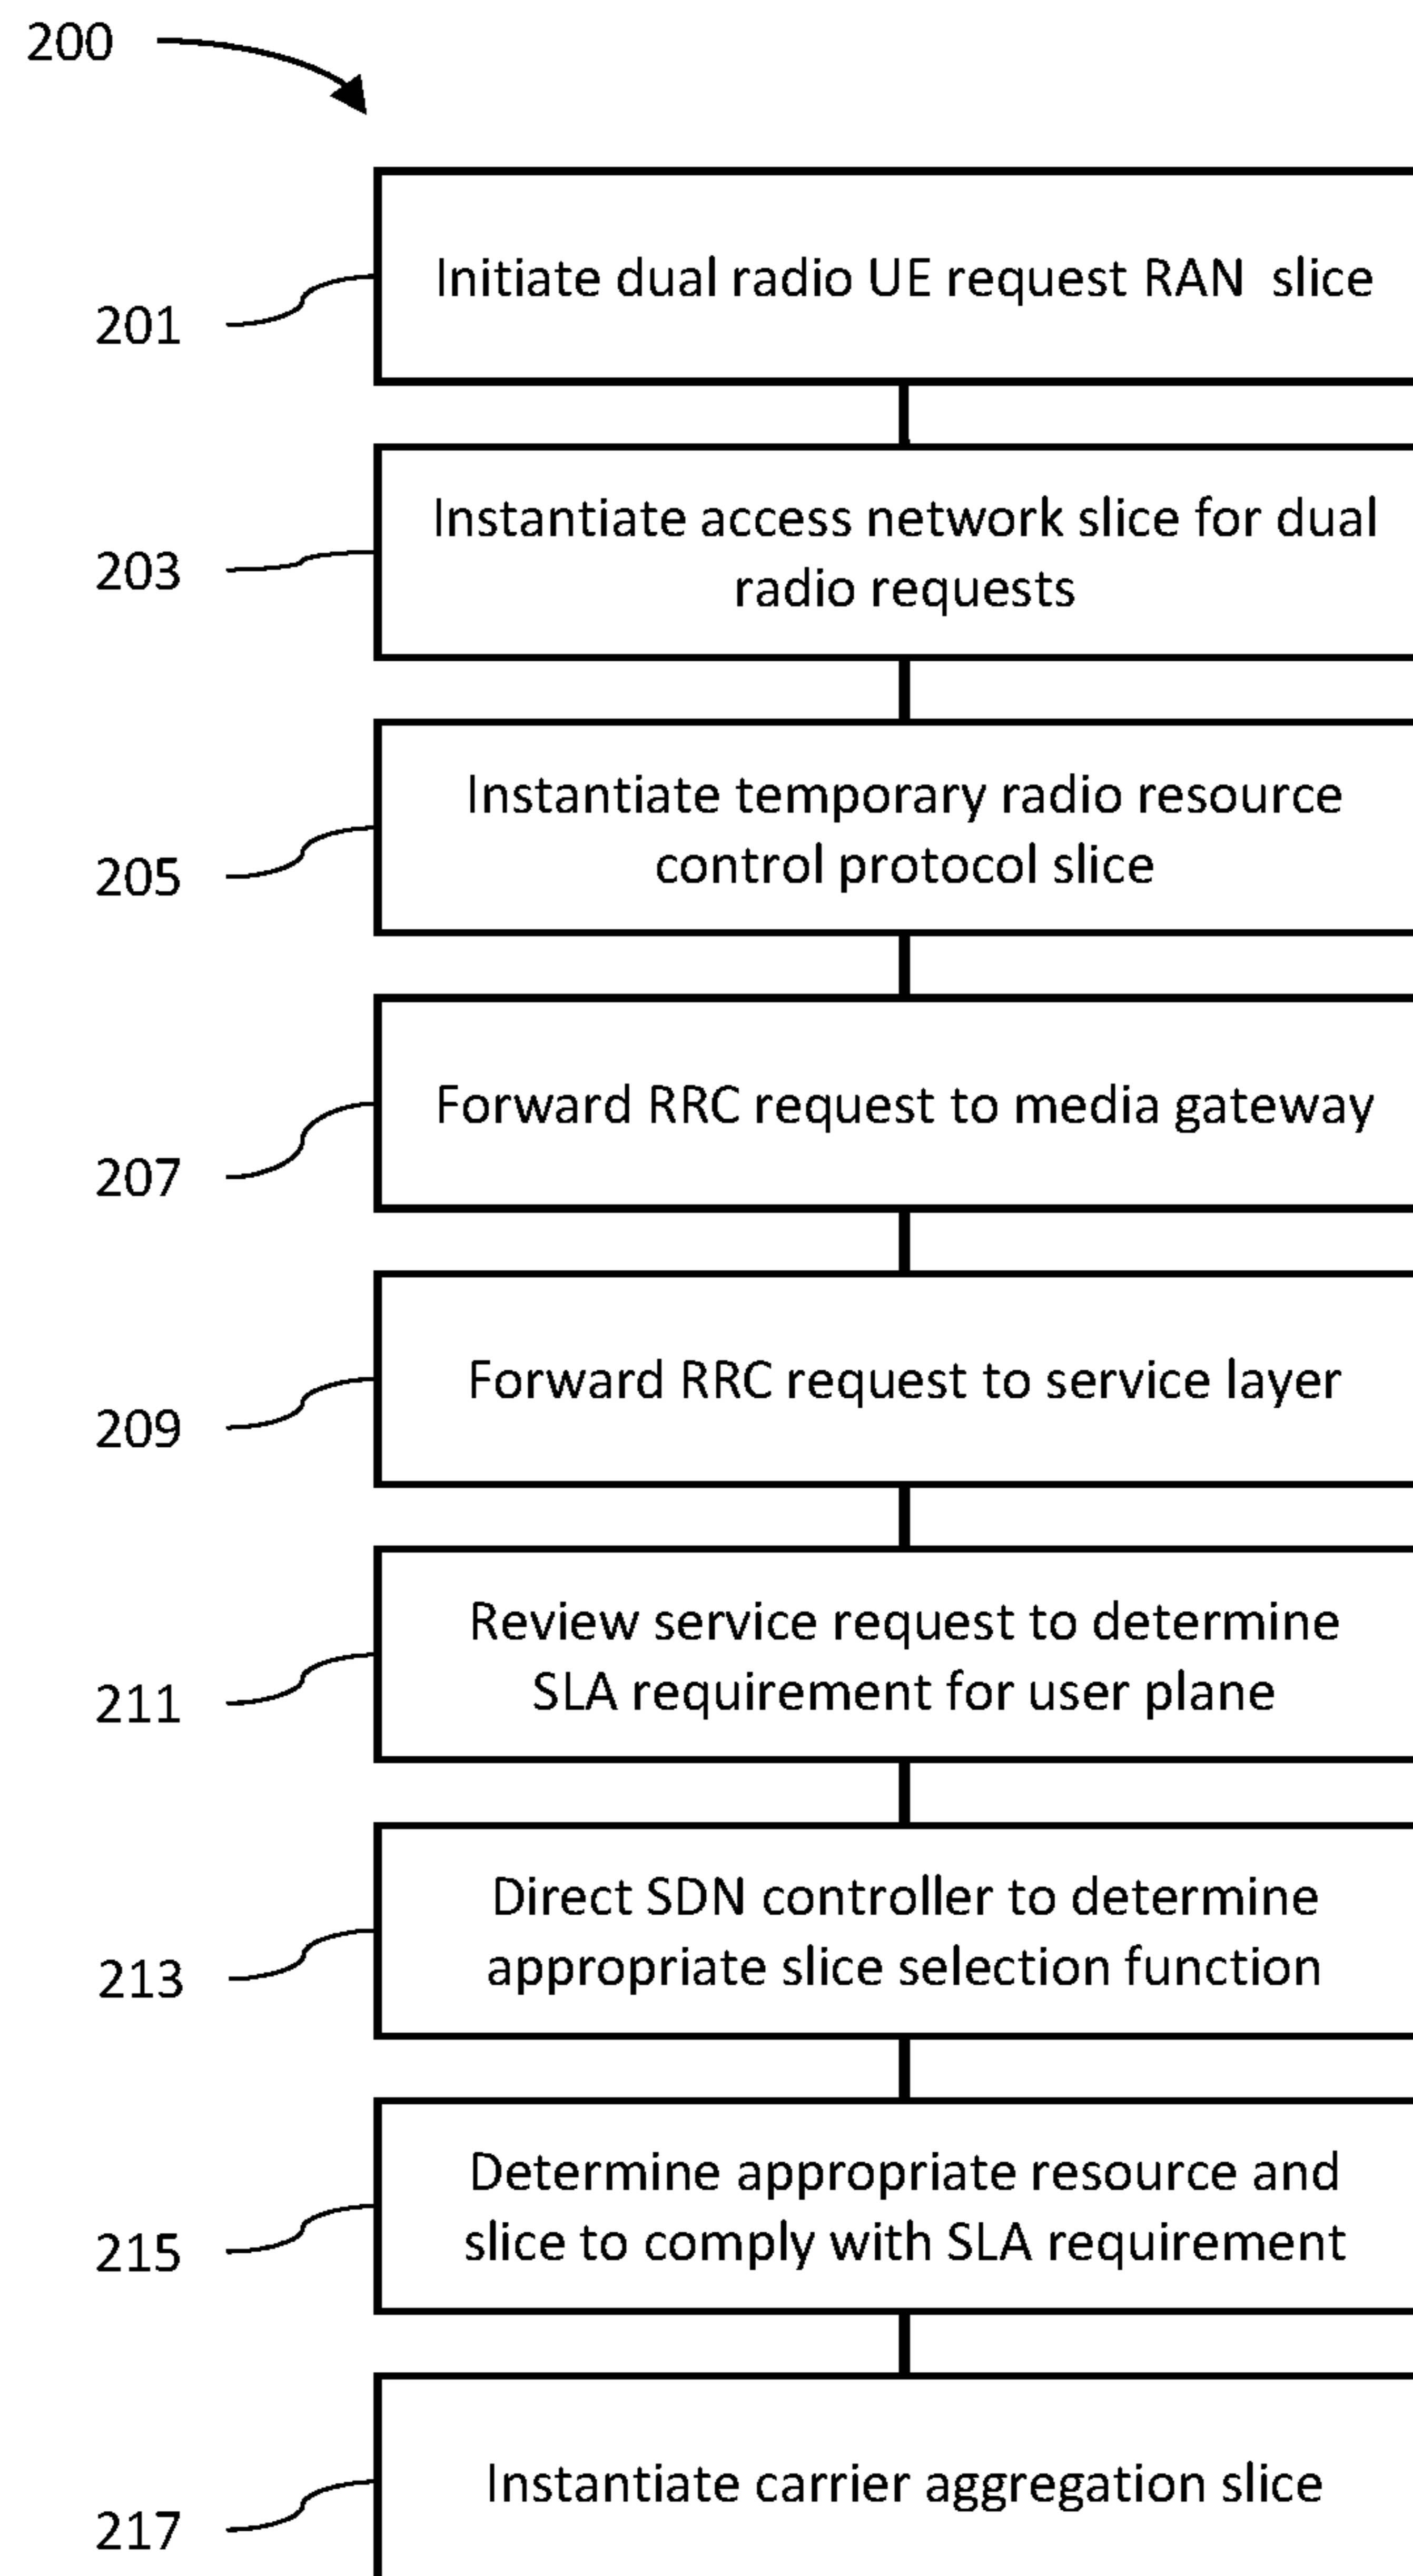 200
Initiate dual radio UE request RAN slice
201
Instantiate access network slice for dual
radio requests
203
Instantiate temporary radio resource
control protocol slice
205
Forward RRC request to media gateway
207
Forward RRC request to service layer
209
Review service request to determine
SLA requirement for user plane
211
Direct SDN controller to determine
appropriate slice selection function
213
Determine appropriate resource and
slice to comply with SLA requirement
215
Instantiate carrier aggregation slice
217